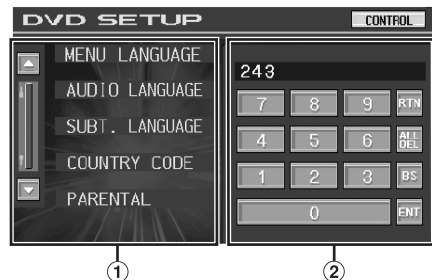 DVD SETUP
CONTROL
MENU LANGUAGE
AUDIO LANGUAGE
SUBT. LANGUAGE
COUNTRY CODE
PARENTAL
243
7 8 9 RTN
4 5 6 ALL DEL
1 2 3 BS
0 ENT
1 2